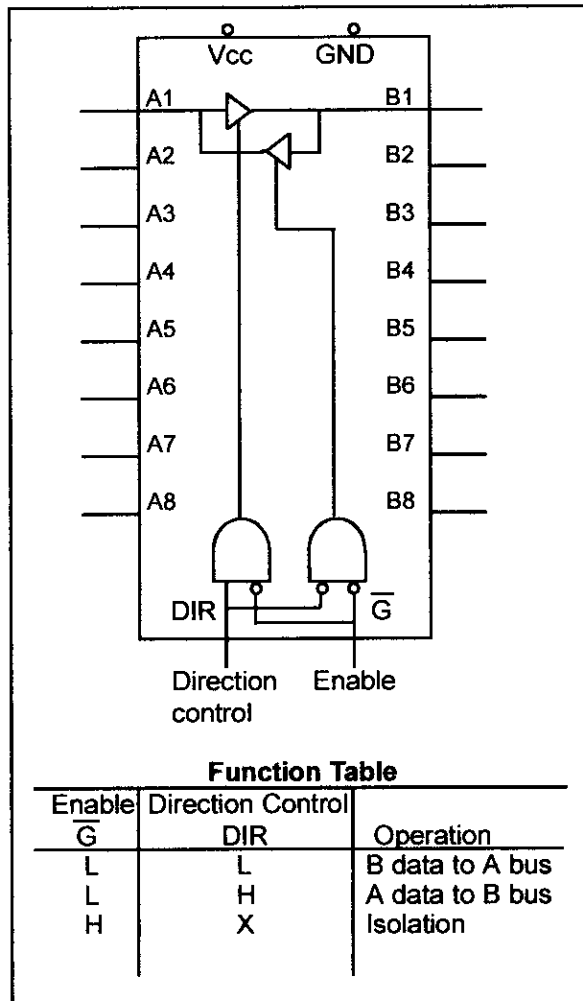 Vcc GND
A1 B1
A2 B2
A3 B3
A4 B4
A5 B5
A6 B6
A7 B7
A8 B8
DIR G̅
Direction Enable
control
Function Table
Enable Direction Control
G̅ DIR Operation
L L B data to A bus
L H A data to B bus
H X Isolation